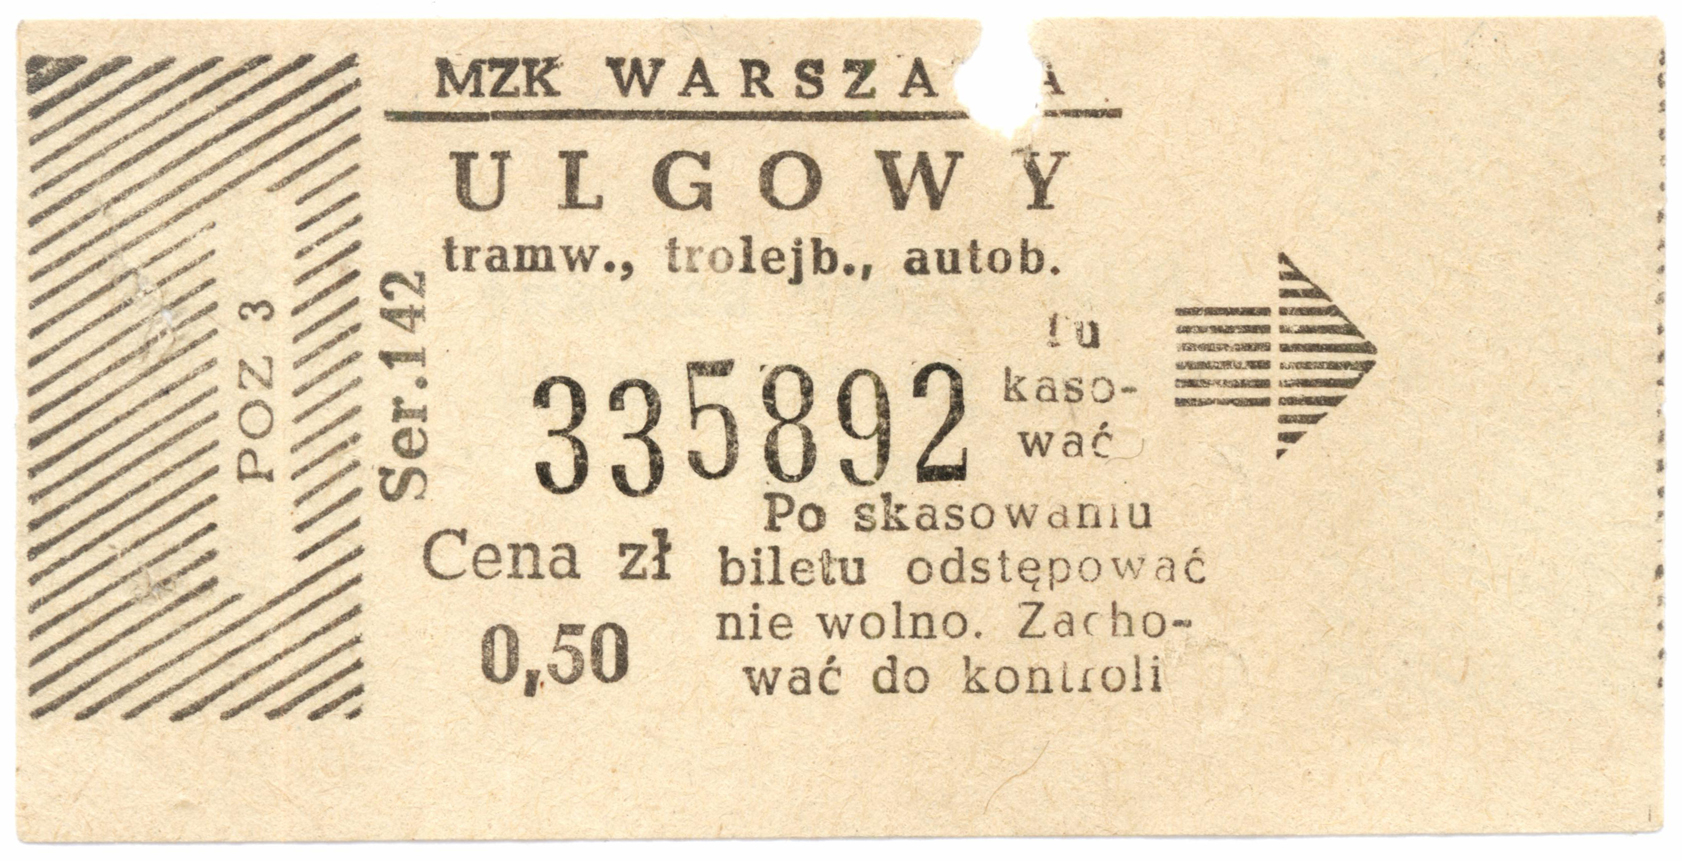 MZK WARSZA A
ULGOWY
tramw., trolejb., autob.
POZ 3
Ser.142
335892
Tu
kaso-
wać
Cena zł
0,50
Po skasowaniu
biletu odstępować
nie wolno. Zacho-
wać do kontroli